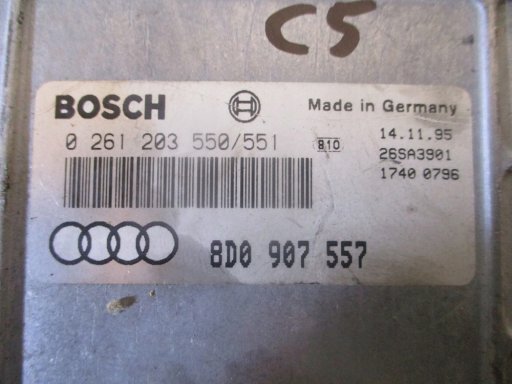 C5
BOSCH
Made in Germany
0 261 203 550/551
810
14.11.95
26SA3901
1740 0796
8D0 907 557